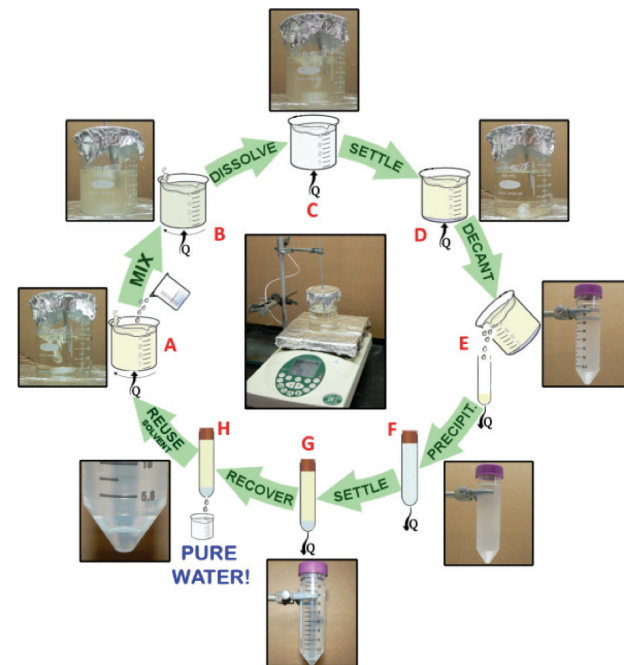 DISSOLVE
SETTLE
Q
C
Q
B
Q
D
DECANT
MIX
A
Q
E
Q
REUSE
SOLVENT
H
G
F
PRECIPIT.
RECOVER
SETTLE
Q
Q
10
5.0
PURE
WATER!